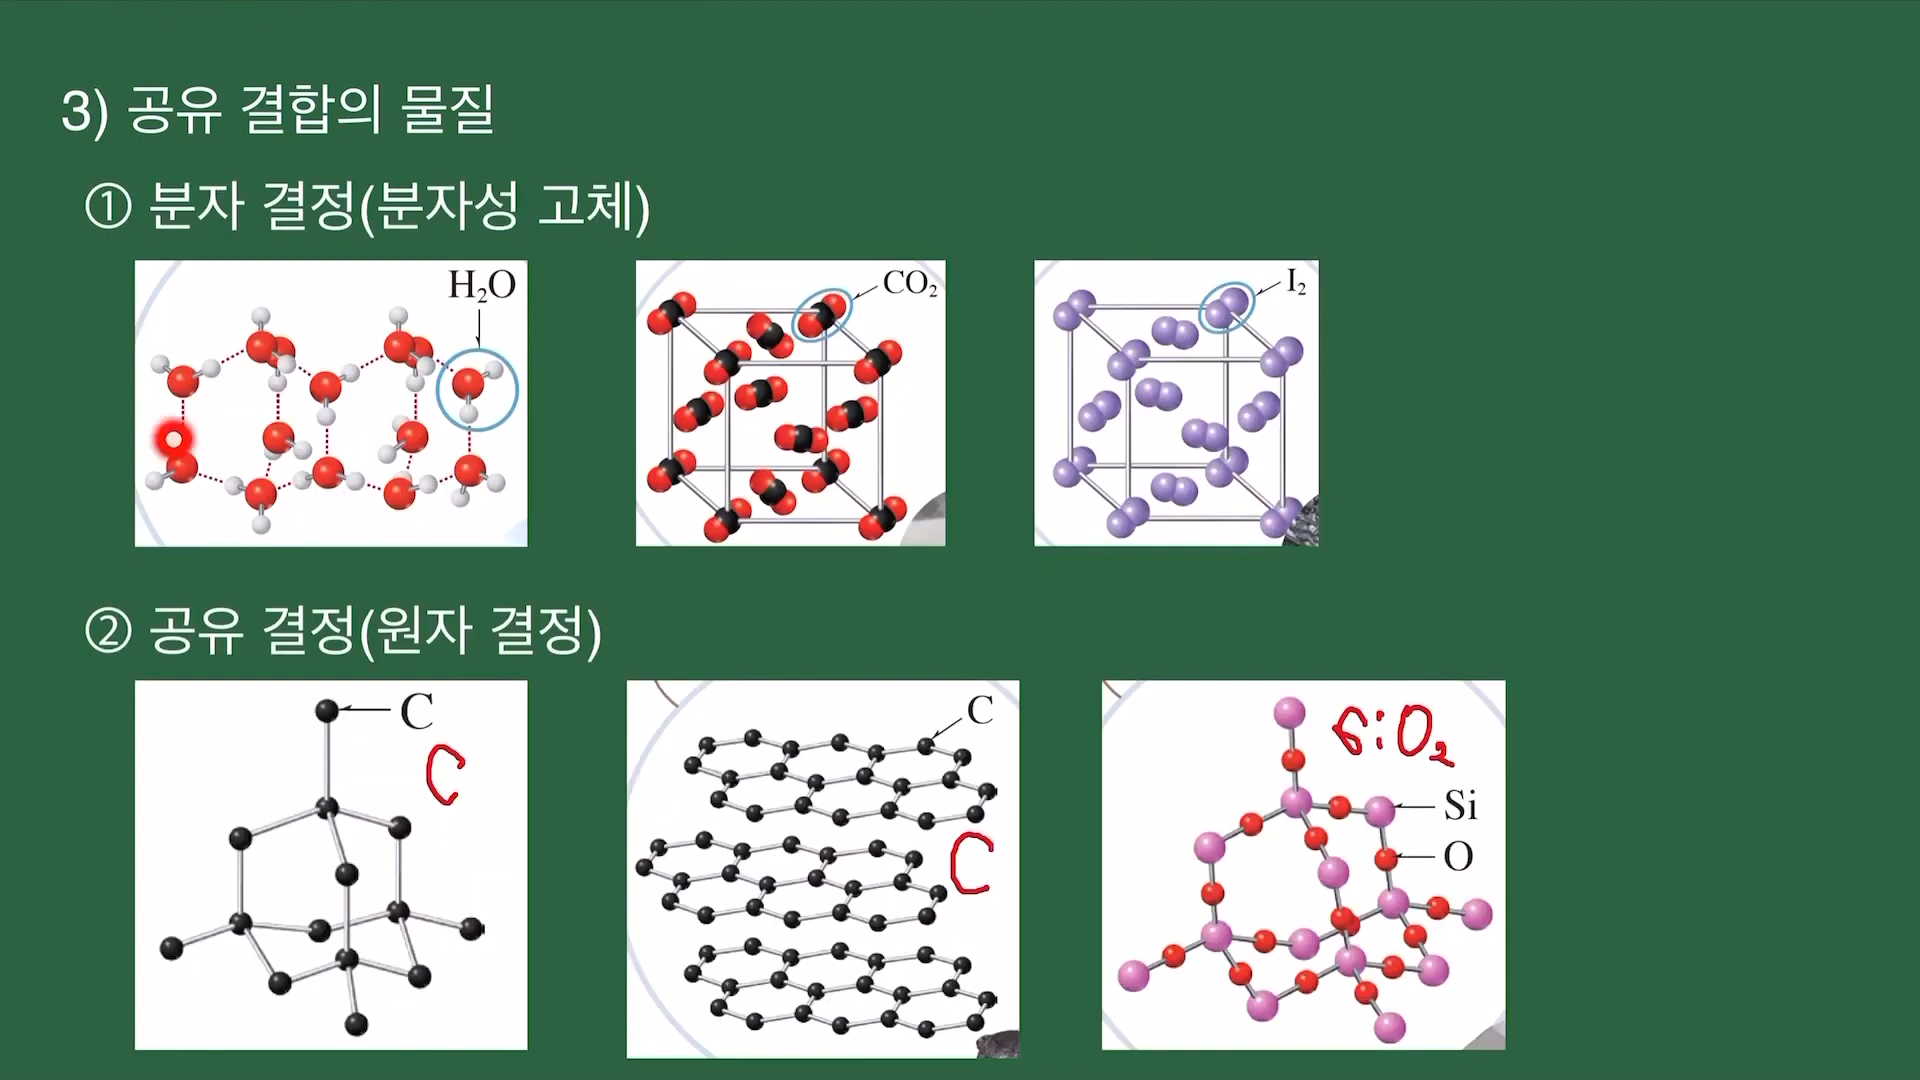 3) 공유 결합의 물질
① 분자 결정(분자성 고체)
H₂O
CO₂
I₂
② 공유 결정(원자 결정)
C
C
C
C
SiO₂
Si
O